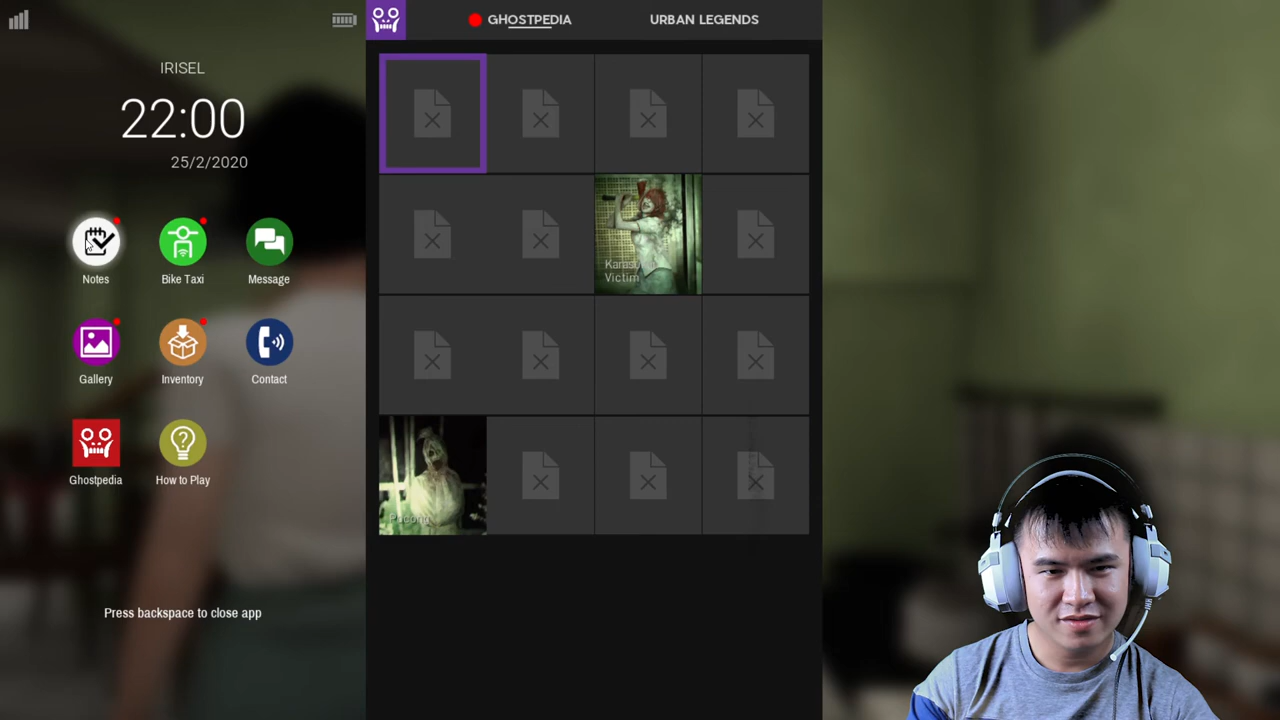 IRISEL
22:00
25/2/2020
Notes
Bike Taxi
Message
Gallery
Inventory
Contact
Ghostpedia
How to Play
Press backspace to close app
GHOSTPEDIA
URBAN LEGENDS
Victim
Pocong